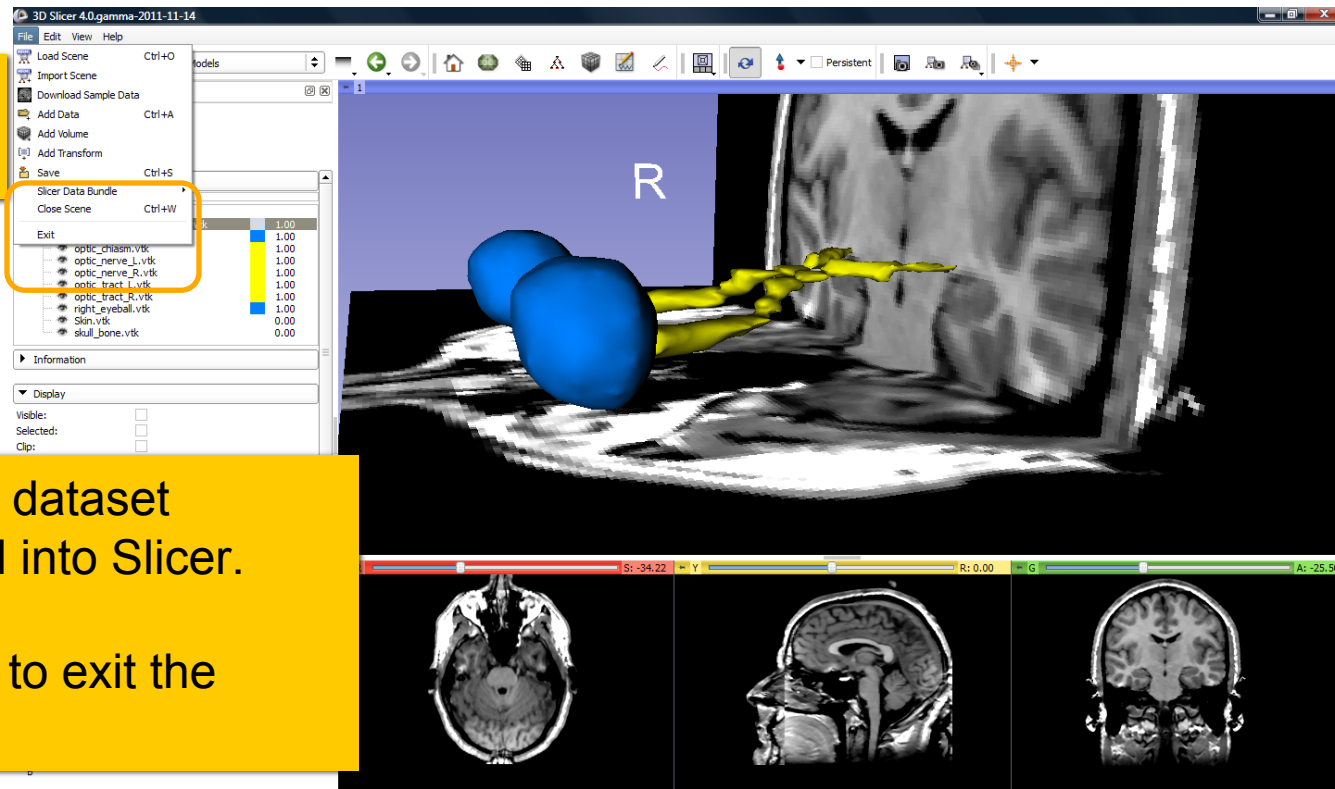 3D Slicer 4.0.gamma-2011-11-14
File Edit View Help
Load Scene Ctrl+O
Import Scene
Download Sample Data
Add Data Ctrl+A
Add Volume
Add Transform
Save Ctrl+S
Slicer Data Bundle
Close Scene Ctrl+W
Exit
Persistent
1
1.00
1.00
optic_chiasm.vtk 1.00
optic_nerve_L.vtk 1.00
optic_nerve_R.vtk 1.00
optic_tract_L.vtk 1.00
optic_tract_R.vtk 1.00
right_eyeball.vtk 1.00
Skin.vtk 0.00
skull_bone.vtk 0.00
Information
Display
Visible:
Selected:
Clip:
R
dataset
into Slicer.
to exit the
S: -34.22
Y R: 0.00
G